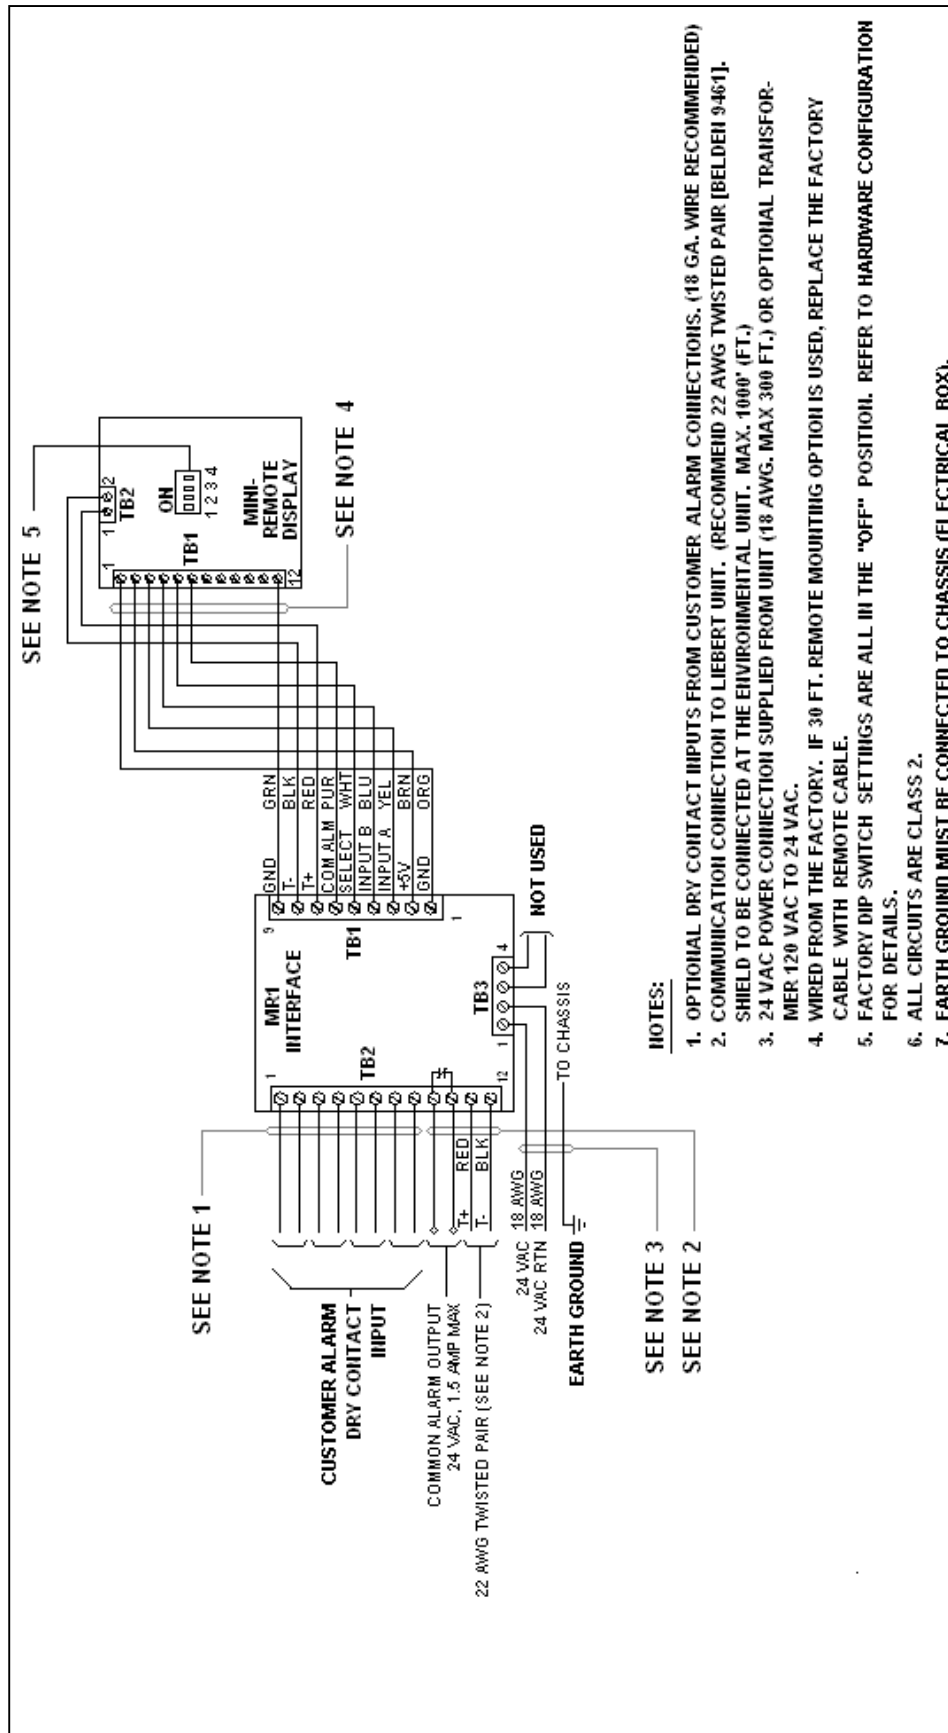 SEE NOTE 5
SEE NOTE 1
1 2
TB2
ON
1 2 3 4
1
TB1
12
MINI-
REMOTE
DISPLAY
SEE NOTE 4
MR1
INTERFACE
1
TB2
12
9
TB1
1
GND GRN
T- BLK
T+ RED
COM ALM PUR
SELECT WHT
INPUT B BLU
INPUT A YEL
+5V BRN
GND ORG
TB3
1 4
NOT USED
CUSTOMER ALARM
DRY CONTACT
INPUT
COMMON ALARM OUTPUT
24 VAC, 1.5 AMP MAX
22 AWG TWISTED PAIR (SEE NOTE 2)
T+ RED
T- BLK
24 VAC 18 AWG
24 VAC RTN 18 AWG
EARTH GROUND
TO CHASSIS
SEE NOTE 3
SEE NOTE 2
NOTES:
1. OPTIONAL DRY CONTACT INPUTS FROM CUSTOMER ALARM CONNECTIONS. (18 GA. WIRE RECOMMENDED)
2. COMMUNICATION CONNECTION TO LIEBERT UNIT. (RECOMMEND 22 AWG TWISTED PAIR [BELDEN 9461].
SHIELD TO BE CONNECTED AT THE ENVIRONMENTAL UNIT. MAX. 1000' (FT.)
3. 24 VAC POWER CONNECTION SUPPLIED FROM UNIT (18 AWG. MAX 300 FT.) OR OPTIONAL TRANSFOR-
MER 120 VAC TO 24 VAC.
4. WIRED FROM THE FACTORY. IF 30 FT. REMOTE MOUNTING OPTION IS USED, REPLACE THE FACTORY
CABLE WITH REMOTE CABLE.
5. FACTORY DIP SWITCH SETTINGS ARE ALL IN THE "OFF" POSITION. REFER TO HARDWARE CONFIGURATION
FOR DETAILS.
6. ALL CIRCUITS ARE CLASS 2.
7. EARTH GROUND MUST BE CONNECTED TO CHASSIS (ELECTRICAL BOX).